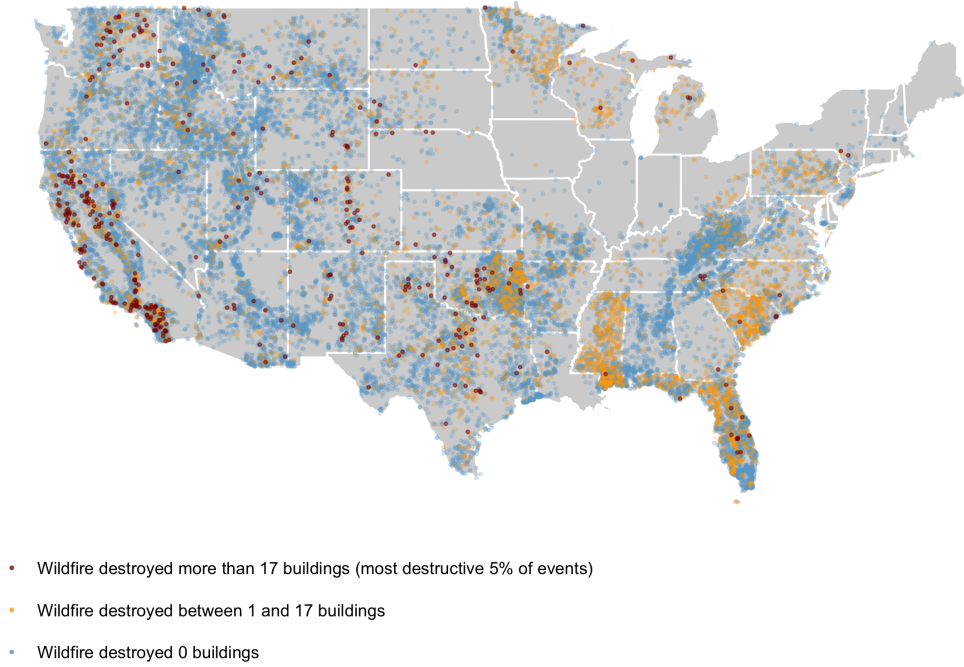 Wildfire destroyed more than 17 buildings (most destructive 5% of events)
Wildfire destroyed between 1 and 17 buildings
Wildfire destroyed 0 buildings